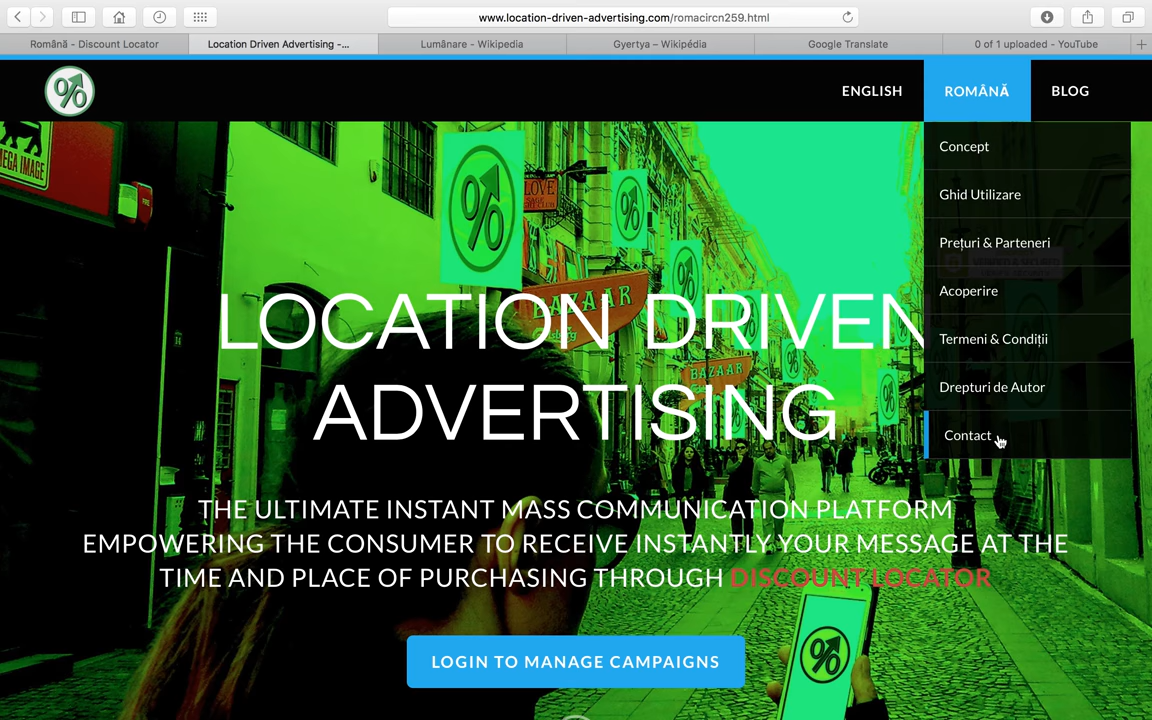 www.location-driven-advertising.com/romacircn259.html
Română - Discount Locator
Location Driven Advertising -...
Lumânare - Wikipedia
Gyertya – Wikipédia
Google Translate
0 of 1 uploaded - YouTube
%
ENGLISH
ROMÂNĂ
BLOG
Concept
Ghid Utilizare
Prețuri & Parteneri
Acoperire
Termeni & Condiții
Drepturi de Autor
Contact
MEGA IMAGE
%
LOVE
%
%
BAZAAR
BAZAAR
LOCATION DRIVEN
ADVERTISING
THE ULTIMATE INSTANT MASS COMMUNICATION PLATFORM
EMPOWERING THE CONSUMER TO RECEIVE INSTANTLY YOUR MESSAGE AT THE
TIME AND PLACE OF PURCHASING THROUGH DISCOUNT LOCATOR
LOGIN TO MANAGE CAMPAIGNS
%